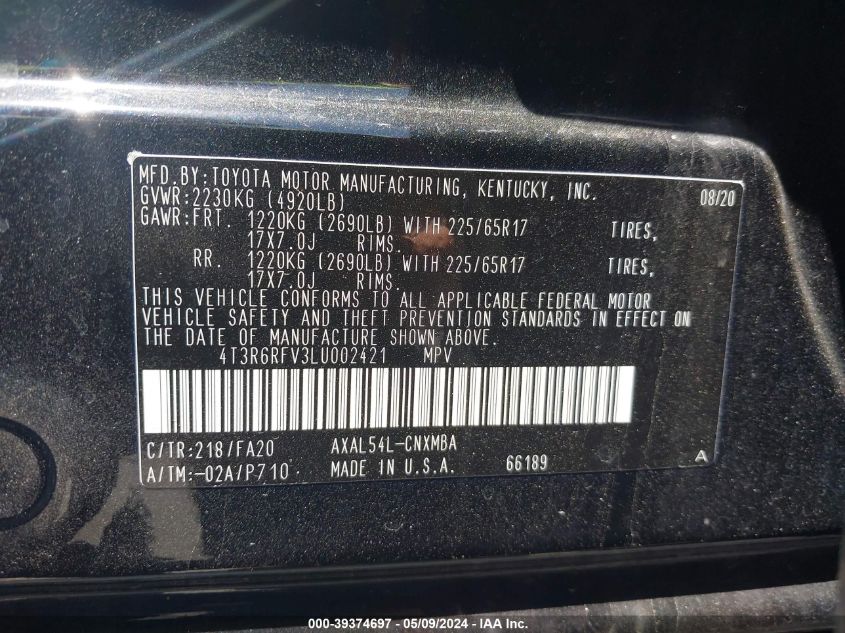 MFD.BY:TOYOTA MOTOR MANUFACTURING, KENTUCKY, INC. 08/20
GVWR:2230KG (4920LB)
GAWR:FRT. 1220KG (2690LB) WITH 225/65R17 TIRES,
17X7.0J RIMS.
RR. 1220KG (2690LB) WITH 225/65R17 TIRES,
17X7.0J RIMS.
THIS VEHICLE CONFORMS TO ALL APPLICABLE FEDERAL MOTOR
VEHICLE SAFETY AND THEFT PREVENTION STANDARDS IN EFFECT ON
THE DATE OF MANUFACTURE SHOWN ABOVE.
4T3R6RFV3LU002421 MPV
C/TR:218/FA20 AXAL54L-CNXMBA
A/TM:-02A/P710 MADE IN U.S.A. 66189 A
000-39374697 - 05/09/2024 - IAA Inc.